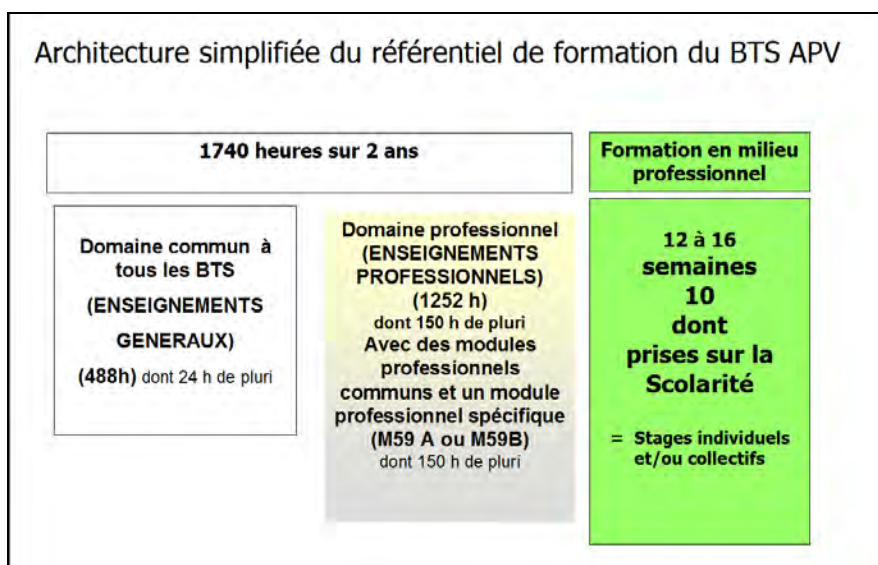 Architecture simplifiée du référentiel de formation du BTS APV
1740 heures sur 2 ans
Formation en milieu
professionnel
Domaine commun à
tous les BTS
(ENSEIGNEMENTS
GENERAUX)
(488h) dont 24 h de pluri
Domaine professionnel
(ENSEIGNEMENTS
PROFESSIONNELS)
(1252 h)
dont 150 h de pluri
Avec des modules
professionnels
communs et un module
professionnel spécifique
(M59 A ou M59B)
dont 150 h de pluri
12 à 16
semaines
10
dont
prises sur la
Scolarité
= Stages individuels
et/ou collectifs